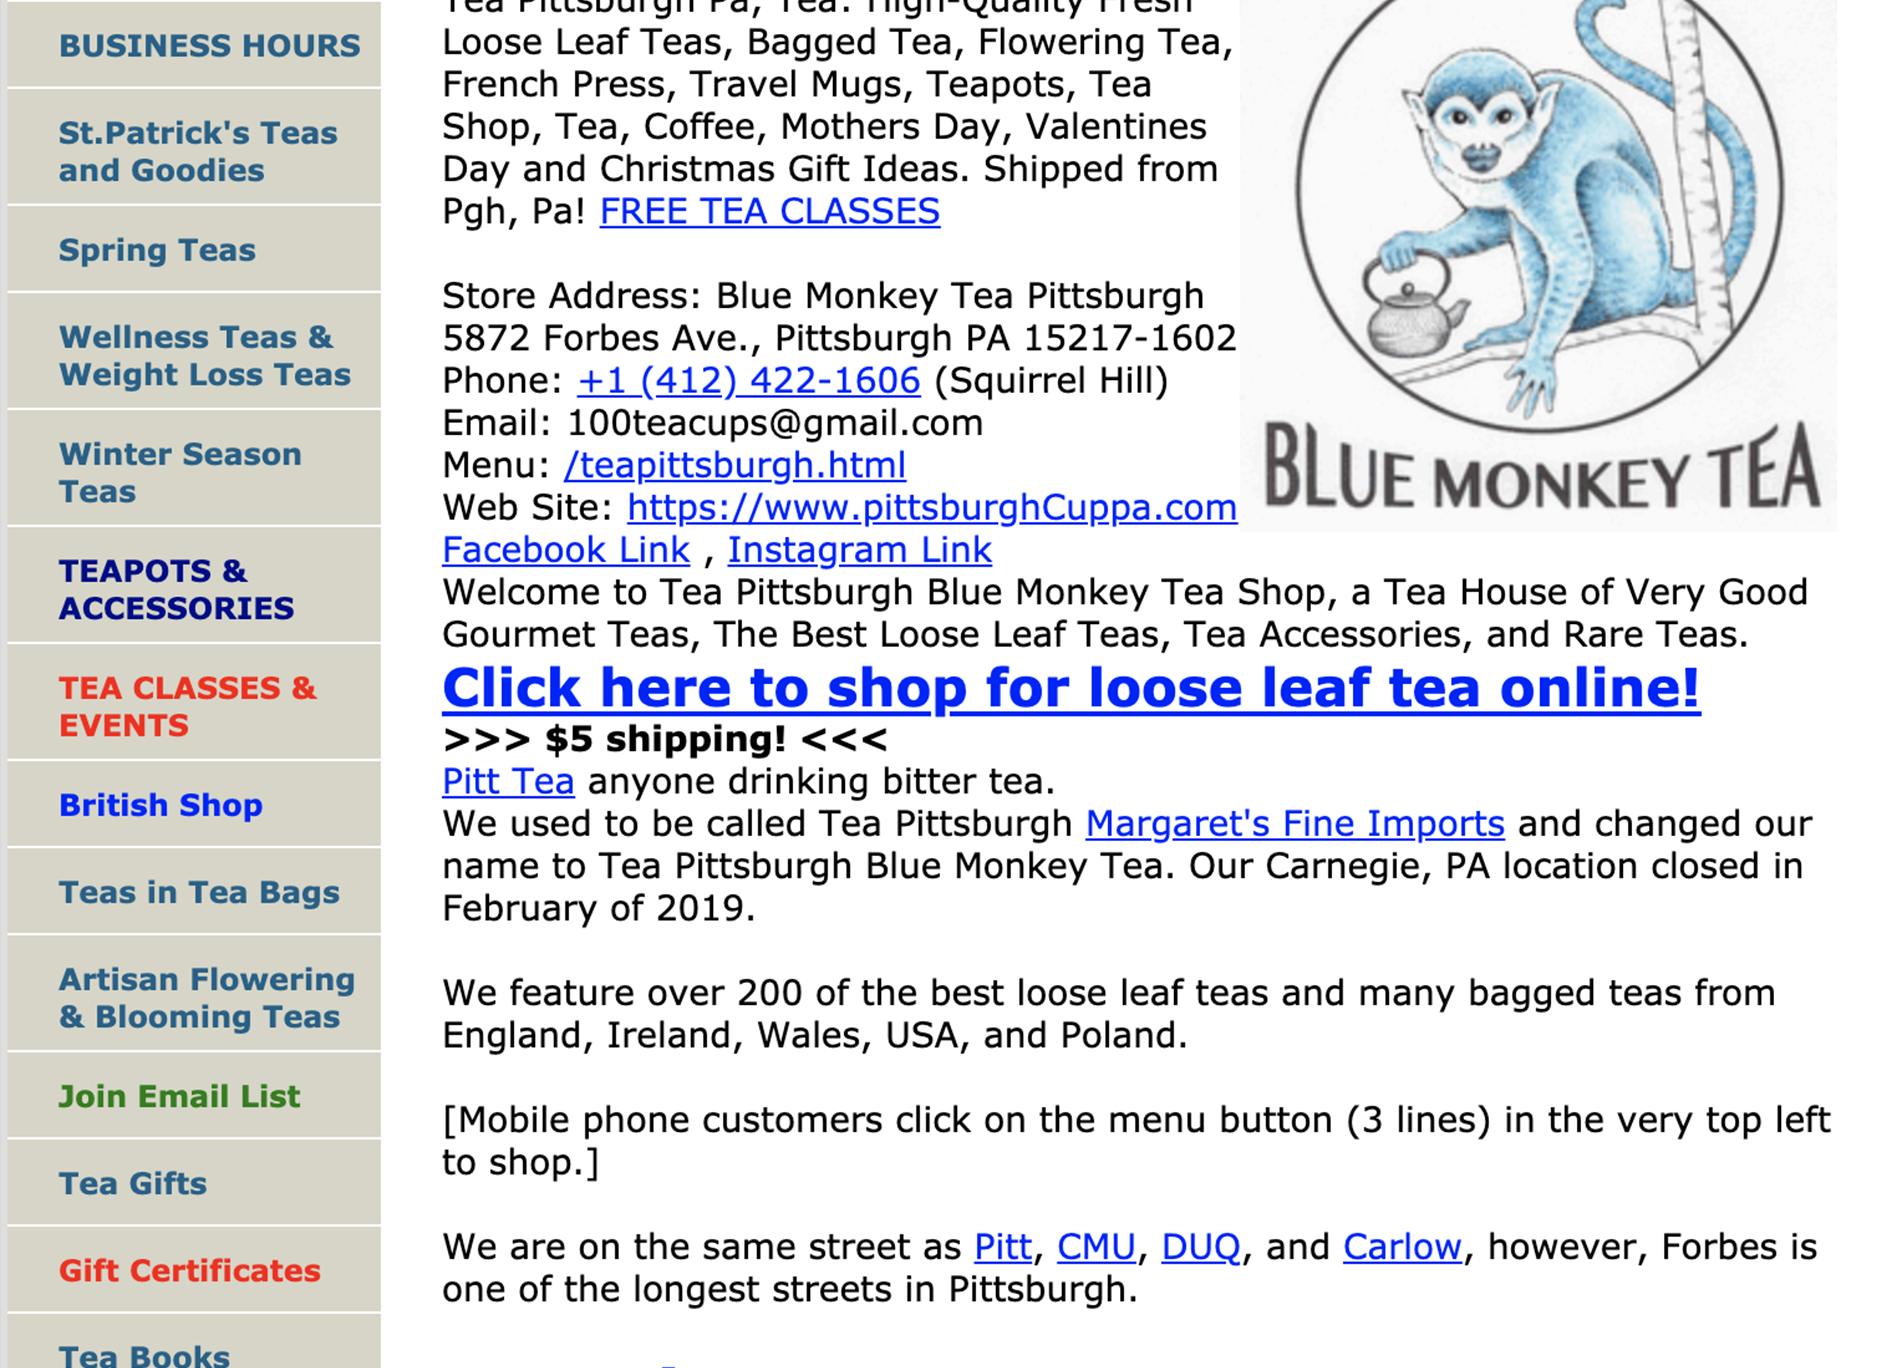 BUSINESS HOURS
St.Patrick's Teas
and Goodies
Spring Teas
Wellness Teas &
Weight Loss Teas
Winter Season
Teas
TEAPOTS &
ACCESSORIES
TEA CLASSES &
EVENTS
British Shop
Teas in Tea Bags
Artisan Flowering
& Blooming Teas
Join Email List
Tea Gifts
Gift Certificates
Tea Books
Tea Pittsburgh Pa, Tea: High-Quality Fresh
Loose Leaf Teas, Bagged Tea, Flowering Tea,
French Press, Travel Mugs, Teapots, Tea
Shop, Tea, Coffee, Mothers Day, Valentines
Day and Christmas Gift Ideas. Shipped from
Pgh, Pa! FREE TEA CLASSES
Store Address: Blue Monkey Tea Pittsburgh
5872 Forbes Ave., Pittsburgh PA 15217-1602
Phone: +1 (412) 422-1606 (Squirrel Hill)
Email: 100teacups@gmail.com
Menu: /teapittsburgh.html
Web Site: https://www.pittsburghCuppa.com
Facebook Link , Instagram Link
BLUE MONKEY TEA
Welcome to Tea Pittsburgh Blue Monkey Tea Shop, a Tea House of Very Good
Gourmet Teas, The Best Loose Leaf Teas, Tea Accessories, and Rare Teas.
Click here to shop for loose leaf tea online!
>>> $5 shipping! <<<
Pitt Tea anyone drinking bitter tea.
We used to be called Tea Pittsburgh Margaret's Fine Imports and changed our
name to Tea Pittsburgh Blue Monkey Tea. Our Carnegie, PA location closed in
February of 2019.
We feature over 200 of the best loose leaf teas and many bagged teas from
England, Ireland, Wales, USA, and Poland.
[Mobile phone customers click on the menu button (3 lines) in the very top left
to shop.]
We are on the same street as Pitt, CMU, DUQ, and Carlow, however, Forbes is
one of the longest streets in Pittsburgh.